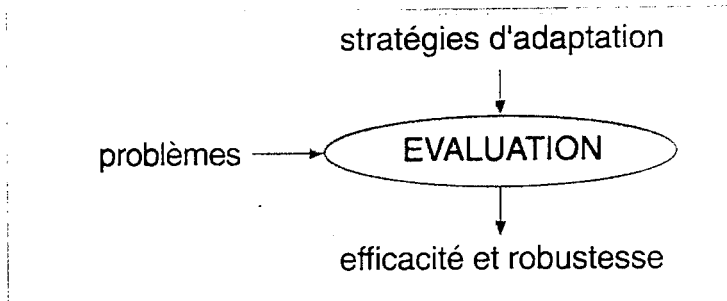 stratégies d'adaptation
problèmes
EVALUATION
efficacité et robustesse